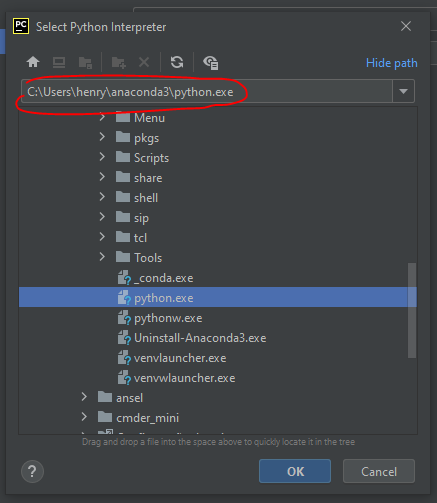 PC Select Python Interpreter
Hide path
C:\Users\henry\anaconda3\python.exe
Menu
pkgs
Scripts
share
shell
sip
tcl
Tools
_conda.exe
python.exe
pythonw.exe
Uninstall-Anaconda3.exe
venvlauncher.exe
venvwlauncher.exe
ansel
cmder_mini
Drag and drop a file into the space above to quickly locate it in the tree
? OK Cancel